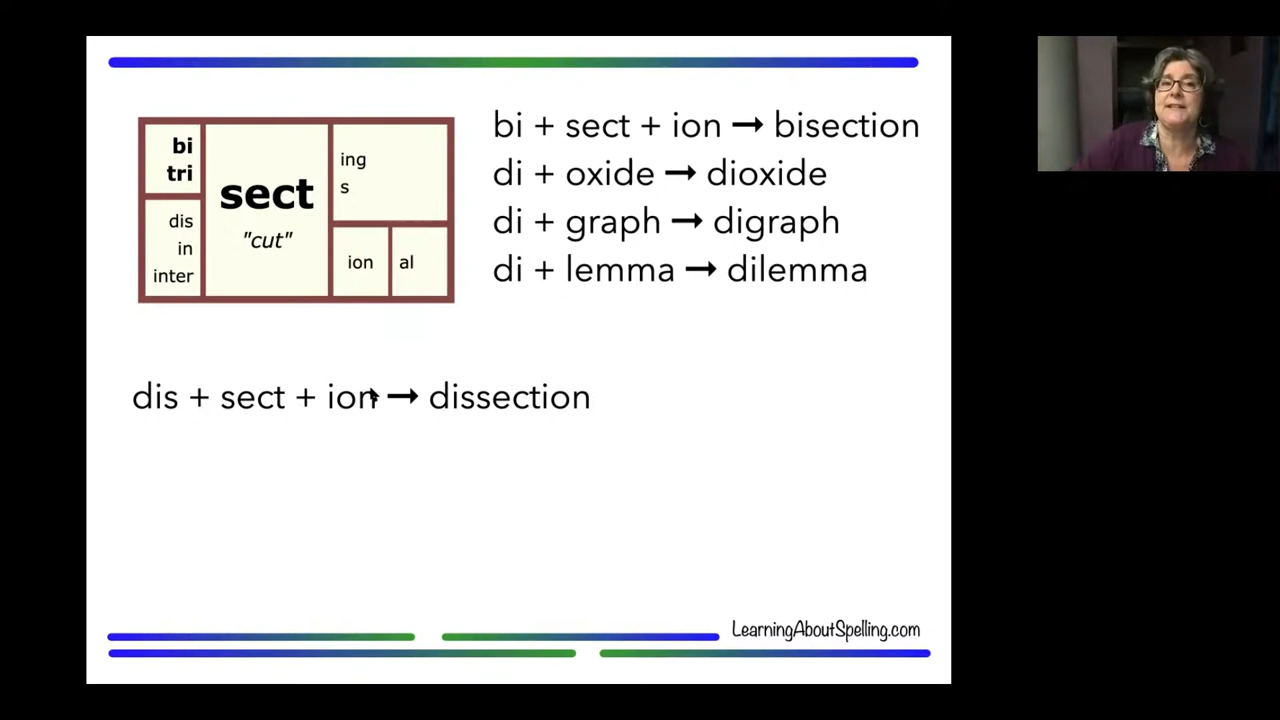 bi
tri
dis
in
inter
sect
"cut"
ing
s
ion
al
bi + sect + ion → bisection
di + oxide → dioxide
di + graph → digraph
di + lemma → dilemma
dis + sect + ion → dissection
LearningAboutSpelling.com